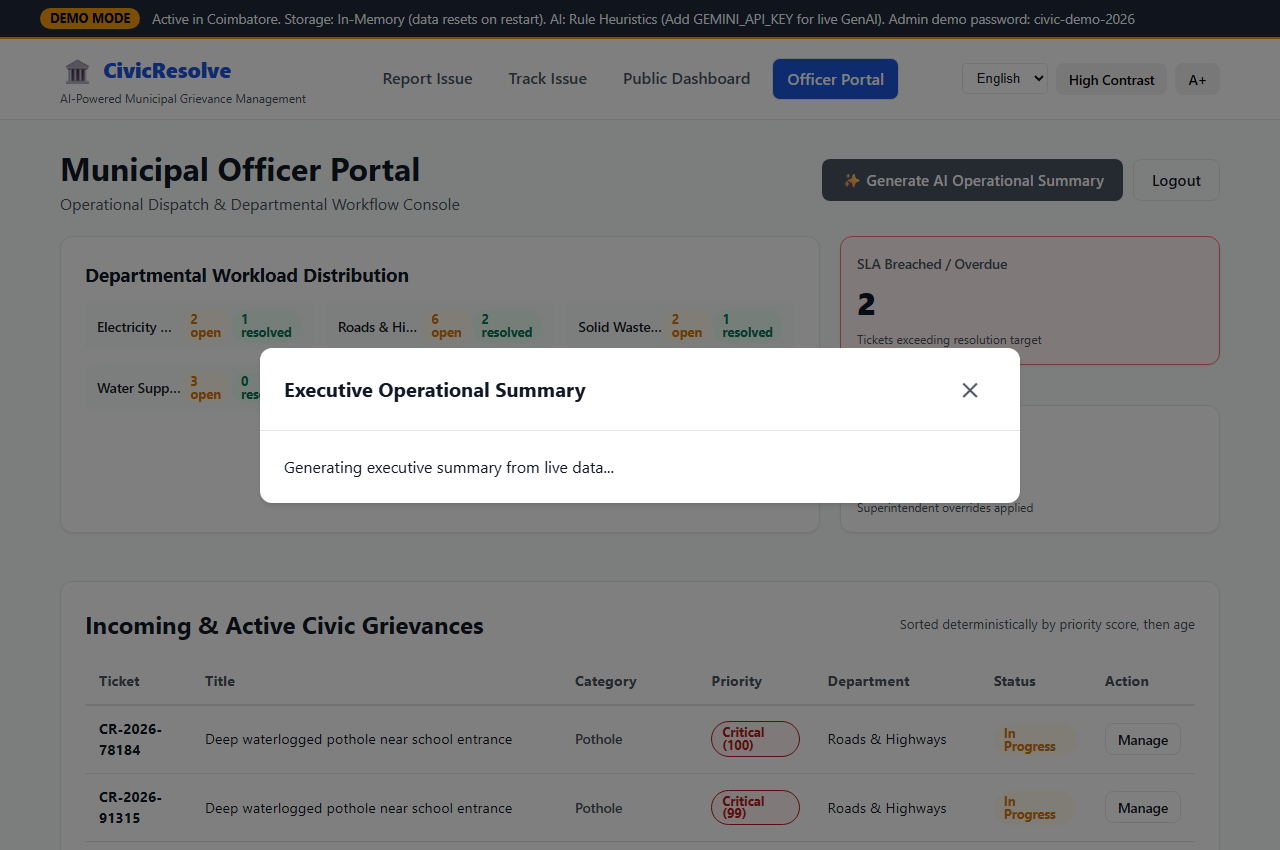 DEMO MODE Active in Coimbatore. Storage: In-Memory (data resets on restart). AI: Rule Heuristics (Add GEMINI_API_KEY for live GenAI). Admin demo password: civic-demo-2026
CivicResolve
AI-Powered Municipal Grievance Management
Report Issue Track Issue Public Dashboard Officer Portal English High Contrast A+
Municipal Officer Portal
Operational Dispatch & Departmental Workflow Console
✨ Generate AI Operational Summary Logout
Departmental Workload Distribution
Electricity ... 2 open 1 resolved
Roads & Hi... 6 open 2 resolved
Solid Waste... 2 open 1 resolved
Water Supp... 3 open 0
SLA Breached / Overdue
2
Tickets exceeding resolution target
Executive Operational Summary
Generating executive summary from live data...
Superintendent overrides applied
Incoming & Active Civic Grievances
Sorted deterministically by priority score, then age
Ticket Title Category Priority Department Status Action
CR-2026-78184 Deep waterlogged pothole near school entrance Pothole Critical (100) Roads & Highways In Progress Manage
CR-2026-91315 Deep waterlogged pothole near school entrance Pothole Critical (99) Roads & Highways In Progress Manage